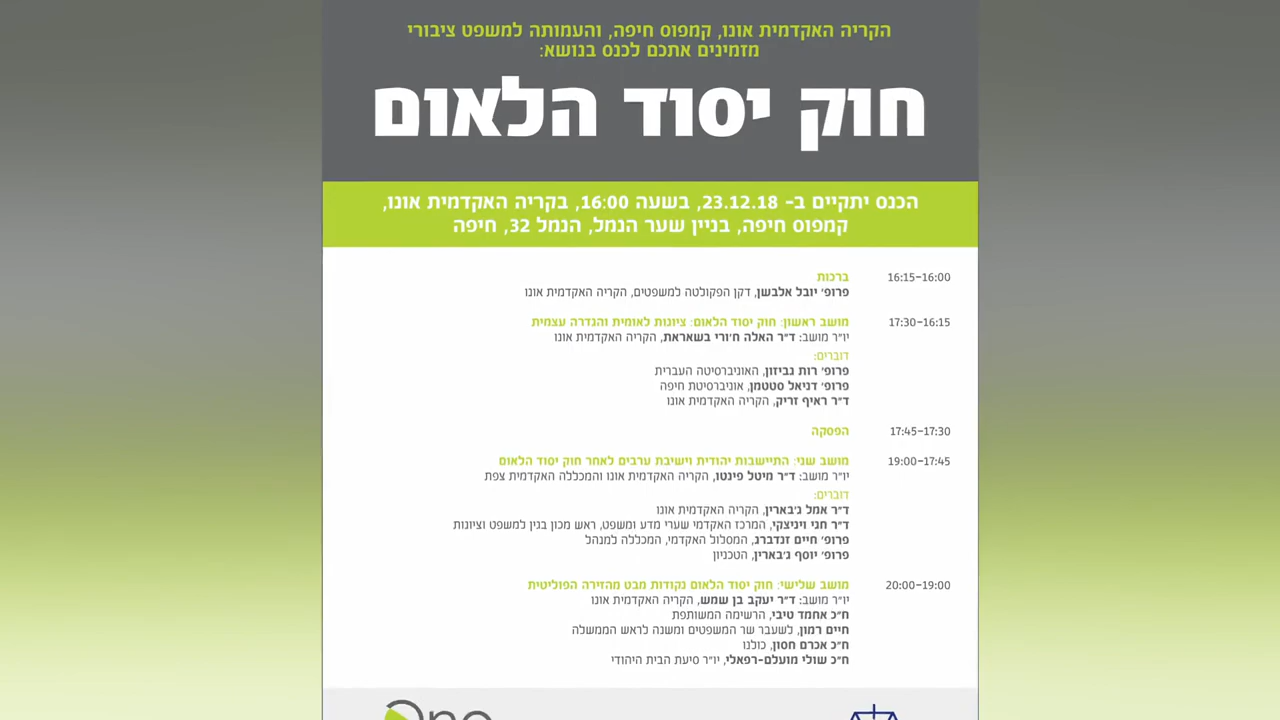 הקריה האקדמית אונו, קמפוס חיפה, והעמותה למשפט ציבורי
מזמינים אתכם לכנס בנושא:
חוק יסוד הלאום
הכנס יתקיים ב- 23.12.18, בשעה 16:00, בקריה האקדמית אונו,
קמפוס חיפה, בניין שער הנמל, הנמל 32, חיפה
16:15-16:00 ברכות
פרופ' יובל אלבשן, דקן הפקולטה למשפטים, הקריה האקדמית אונו
17:30-16:15 מושב ראשון: חוק יסוד הלאום: ציונות לאומית והגדרה עצמית
יו"ר מושב: ד"ר האלה ח'ורי בשאראת, הקריה האקדמית אונו
דוברים:
פרופ' רות גביזון, האוניברסיטה העברית
פרופ' דניאל סטטמן, אוניברסיטת חיפה
ד"ר ראיף זריק, הקריה האקדמית אונו
17:45-17:30 הפסקה
19:00-17:45 מושב שני: התיישבות יהודית וישיבת ערבים לאחר חוק יסוד הלאום
יו"ר מושב: ד"ר מיטל פינטו, הקריה האקדמית אונו והמכללה האקדמית צפת
דוברים:
ד"ר אמל ג'בארין, הקריה האקדמית אונו
ד"ר חני ויניצקי, המרכז האקדמי שערי מדע ומשפט, ראש מכון בגין למשפט וציונות
פרופ' חיים זנדברג, המסלול האקדמי, המכללה למנהל
פרופ' יוסף ג'בארין, הטכניון
20:00-19:00 מושב שלישי: חוק יסוד הלאום נקודות מבט מהזירה הפוליטית
יו"ר מושב: ד"ר יעקב בן שמש, הקריה האקדמית אונו
ח"כ אחמד טיבי, הרשימה המשותפת
חיים רמון, לשעבר שר המשפטים ומשנה לראש הממשלה
ח"כ אכרם חסון, כולנו
ח"כ שולי מועלם-רפאלי, יו"ר סיעת הבית היהודי
Ono